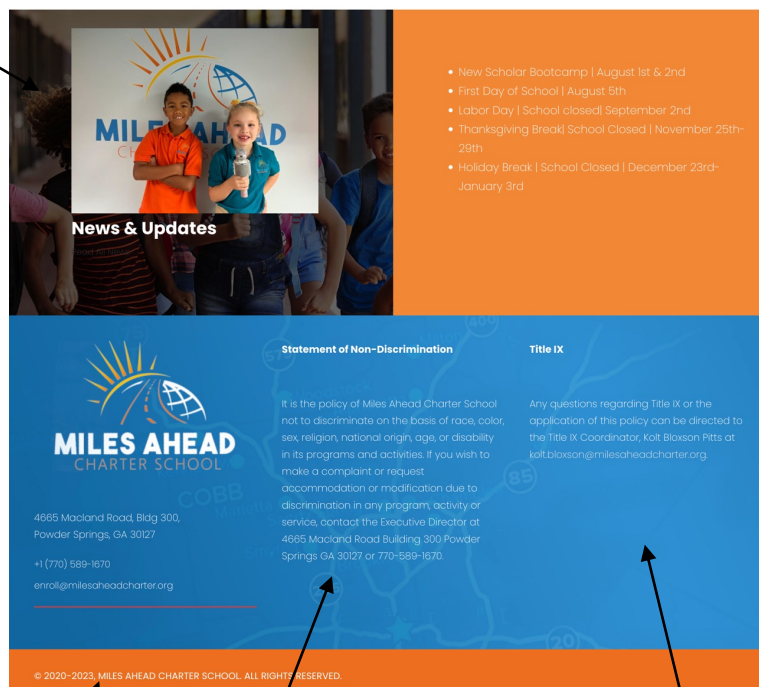 MILES AHEAD
News & Updates
Read All News
New Scholar Bootcamp | August 1st & 2nd
First Day of School | August 5th
Labor Day | School closed| September 2nd
Thanksgiving Break| School Closed | November 25th-
29th
Holiday Break | School Closed | December 23rd-
January 3rd
MILES AHEAD
CHARTER SCHOOL
4665 Macland Road, Bldg 300,
Powder Springs, GA 30127
+1 (770) 589-1670
enroll@milesaheadcharter.org
Statement of Non-Discrimination
It is the policy of Miles Ahead Charter School
not to discriminate on the basis of race, color,
sex, religion, national origin, age, or disability
in its programs and activities. If you wish to
make a complaint or request
accommodation or modification due to
discrimination in any program, activity or
service, contact the Executive Director at
4665 Macland Road Building 300 Powder
Springs GA 30127 or 770-589-1670.
Title IX
Any questions regarding Title IX or the
application of this policy can be directed to
the Title IX Coordinator, Kolt Bloxson Pitts at
kolt.bloxson@milesaheadcharter.org.
COBB
85
20
© 2020-2023, MILES AHEAD CHARTER SCHOOL. ALL RIGHTS RESERVED.